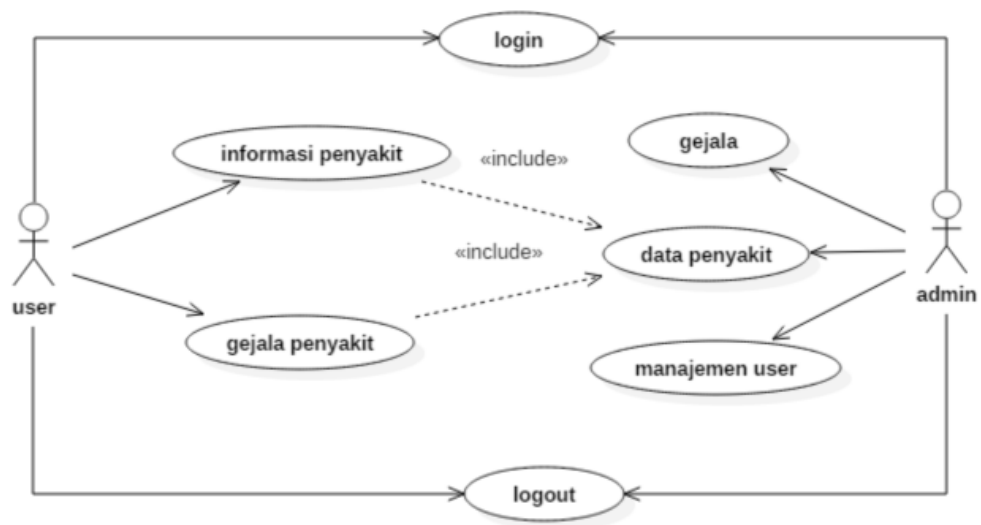 login
informasi penyakit
«include»
gejala
«include»
data penyakit
user
admin
gejala penyakit
manajemen user
logout